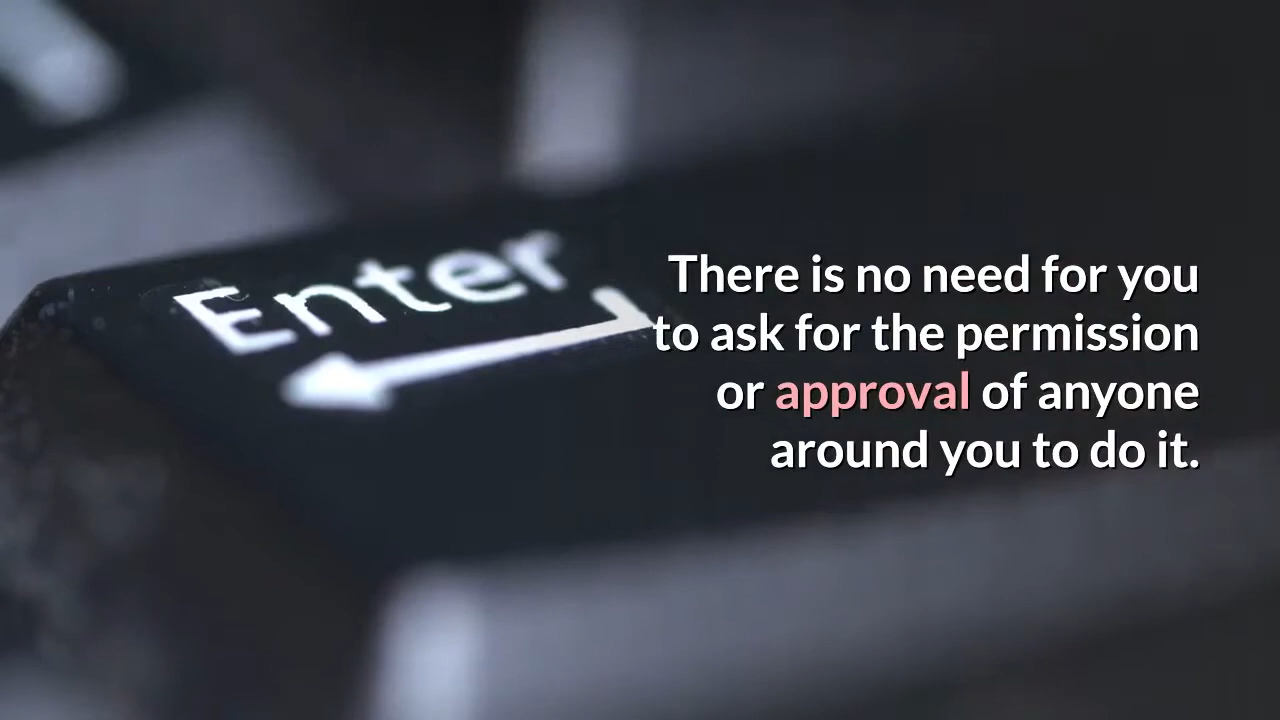 Enter
There is no need for you
to ask for the permission
or approval of anyone
around you to do it.